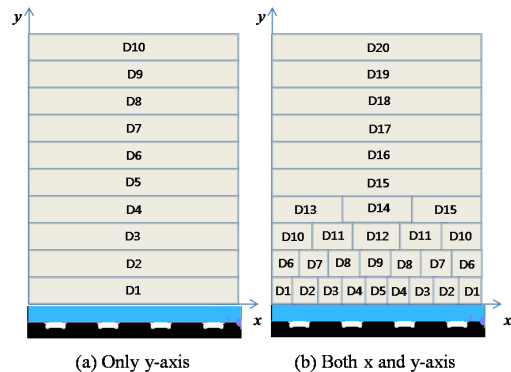 y
D10
D9
D8
D7
D6
D5
D4
D3
D2
D1
x
(a) Only y-axis
y
D20
D19
D18
D17
D16
D15
D13 D14 D15
D10 D11 D12 D11 D10
D6 D7 D8 D9 D8 D7 D6
D1 D2 D3 D4 D5 D4 D3 D2 D1
x
(b) Both x and y-axis